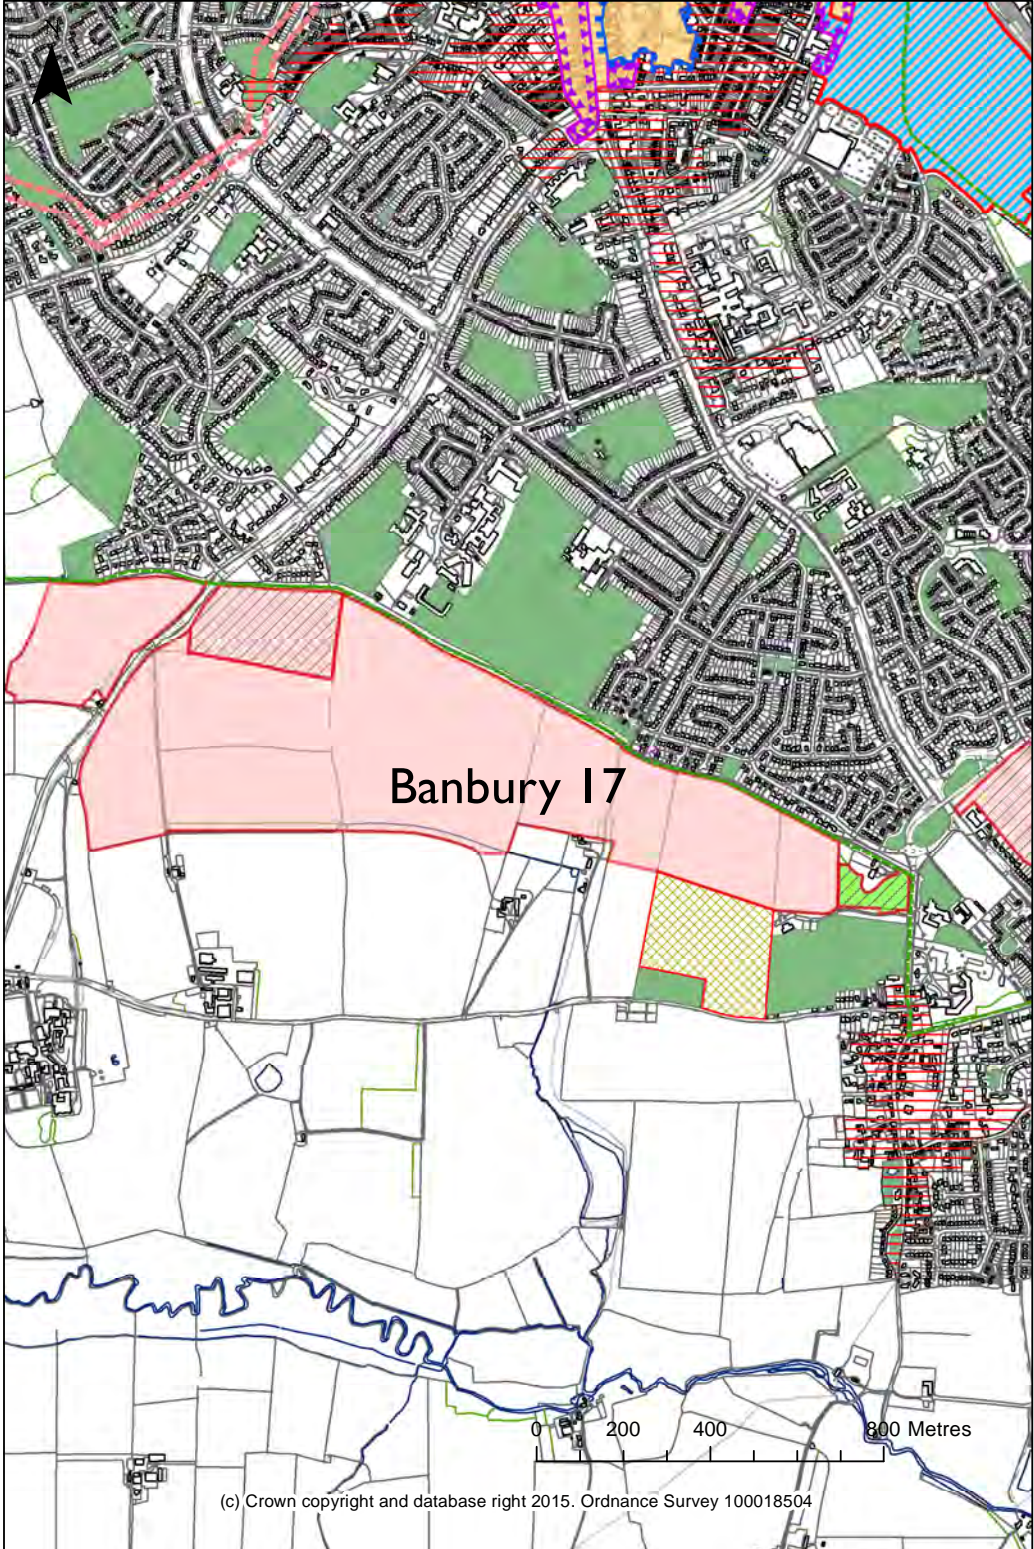 Banbury 17
0 200 400 800 Metres
(c) Crown copyright and database right 2015. Ordnance Survey 100018504